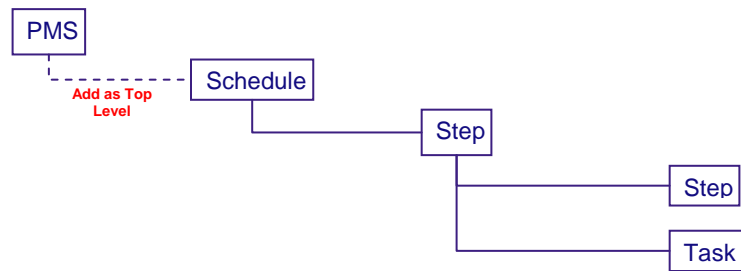 PMS
Schedule
Add as Top
Level
Step
Step
Task